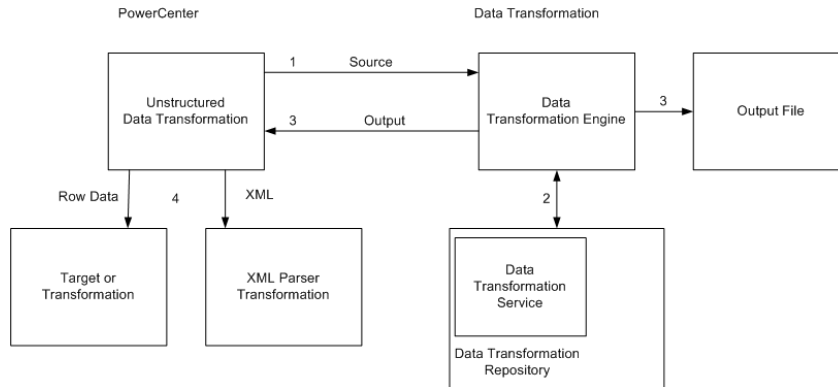 PowerCenter
Data Transformation
1
Source
Unstructured
Data Transformation
3
Output
Data
Transformation Engine
3
Output File
Row Data
4
XML
2
Target or
Transformation
XML Parser
Transformation
Data
Transformation
Service
Data Transformation
Repository